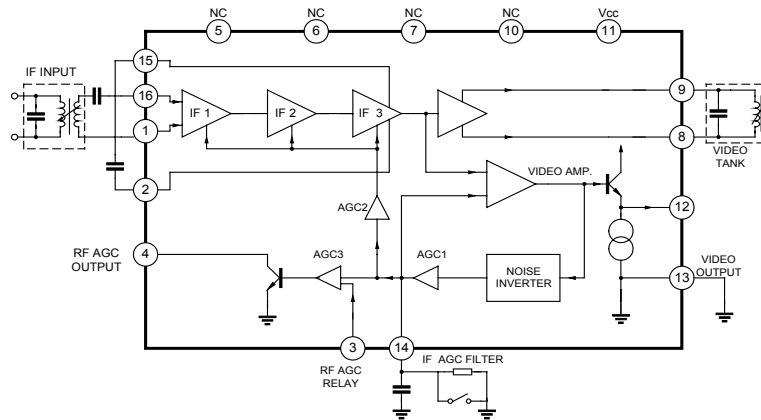 NC NC NC NC Vcc
5 6 7 10 11
IF INPUT
15
16
1
2
IF 1 IF 2 IF 3
9
8
VIDEO
TANK
VIDEO AMP.
AGC2
12
RF AGC
OUTPUT
4
AGC3 AGC1
NOISE
INVERTER
13
VIDEO
OUTPUT
3 14
RF AGC
RELAY
IF AGC FILTER